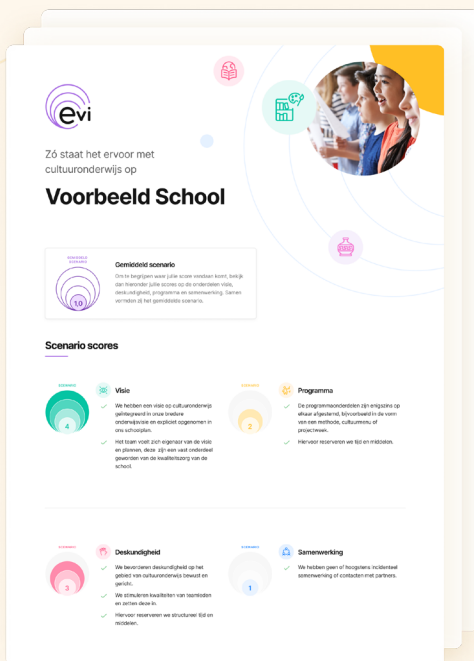 evi
Zó staat het ervoor met
cultuuronderwijs op
Voorbeeld School
GEMIDDELD
SCENARIO
1,0
Gemiddeld scenario
Om te begrijpen waar jullie score vandaan komt, bekijk
dan hieronder jullie scores op de onderdelen visie,
deskundigheid, programma en samenwerking. Samen
vormden zij het gemiddelde scenario.
Scenario scores
SCENARIO
4
Visie
We hebben een visie op cultuuronderwijs
geïntegreerd in onze bredere
onderwijsvisie en expliciet opgenomen in
ons schoolplan.
Het team voelt zich eigenaar van de visie
en plannen, deze zijn een vast onderdeel
geworden van de kwaliteitszorg van de
school.
SCENARIO
2
Programma
De programmaonderdelen zijn enigszins op
elkaar afgestemd, bijvoorbeeld in de vorm
van een methode, cultuurmenu of
projectweek.
Hiervoor reserveren we tijd en middelen.
SCENARIO
3
Deskundigheid
We bevorderen deskundigheid op het
gebied van cultuuronderwijs bewust en
gericht.
We stimuleren kwaliteiten van teamleden
en zetten deze in.
Hiervoor reserveren we structureel tijd en
middelen.
SCENARIO
1
Samenwerking
We hebben geen of hoogstens incidenteel
samenwerking of contacten met partners.